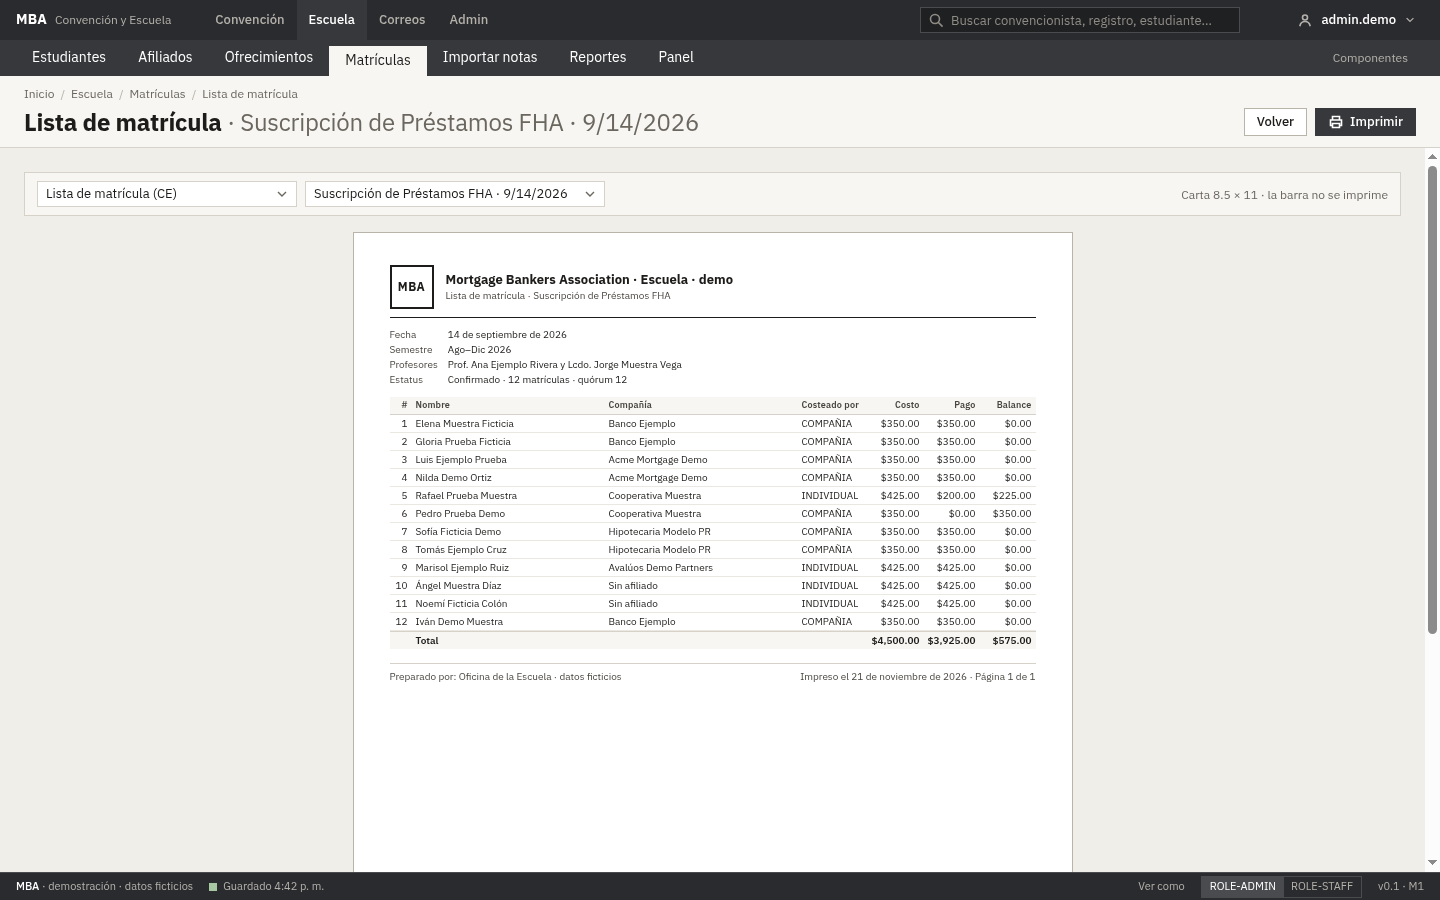 MBA Convención y Escuela Convención Escuela Correos Admin Buscar convencionista, registro, estudiante... admin.demo
Estudiantes Afiliados Ofrecimientos Matrículas Importar notas Reportes Panel Componentes
Inicio / Escuela / Matrículas / Lista de matrícula
Lista de matrícula · Suscripción de Préstamos FHA · 9/14/2026 Volver Imprimir
Lista de matrícula (CE) Suscripción de Préstamos FHA · 9/14/2026 Carta 8.5 × 11 · la barra no se imprime
MBA Mortgage Bankers Association · Escuela · demo
Lista de matrícula · Suscripción de Préstamos FHA
Fecha 14 de septiembre de 2026
Semestre Ago–Dic 2026
Profesores Prof. Ana Ejemplo Rivera y Lcdo. Jorge Muestra Vega
Estatus Confirmado · 12 matrículas · quórum 12
# Nombre Compañía Costeado por Costo Pago Balance
1 Elena Muestra Ficticia Banco Ejemplo COMPAÑIA $350.00 $350.00 $0.00
2 Gloria Prueba Ficticia Banco Ejemplo COMPAÑIA $350.00 $350.00 $0.00
3 Luis Ejemplo Prueba Acme Mortgage Demo COMPAÑIA $350.00 $350.00 $0.00
4 Nilda Demo Ortiz Acme Mortgage Demo COMPAÑIA $350.00 $350.00 $0.00
5 Rafael Prueba Muestra Cooperativa Muestra INDIVIDUAL $425.00 $200.00 $225.00
6 Pedro Prueba Demo Cooperativa Muestra COMPAÑIA $350.00 $0.00 $350.00
7 Sofía Ficticia Demo Hipotecaria Modelo PR COMPAÑIA $350.00 $350.00 $0.00
8 Tomás Ejemplo Cruz Hipotecaria Modelo PR COMPAÑIA $350.00 $350.00 $0.00
9 Marisol Ejemplo Ruiz Avalúos Demo Partners INDIVIDUAL $425.00 $425.00 $0.00
10 Ángel Muestra Díaz Sin afiliado INDIVIDUAL $425.00 $425.00 $0.00
11 Noemí Ficticia Colón Sin afiliado INDIVIDUAL $425.00 $425.00 $0.00
12 Iván Demo Muestra Banco Ejemplo COMPAÑIA $350.00 $350.00 $0.00
Total $4,500.00 $3,925.00 $575.00
Preparado por: Oficina de la Escuela · datos ficticios Impreso el 21 de noviembre de 2026 · Página 1 de 1
MBA · demostración · datos ficticios Guardado 4:42 p. m. Ver como ROLE-ADMIN ROLE-STAFF v0.1 · M1